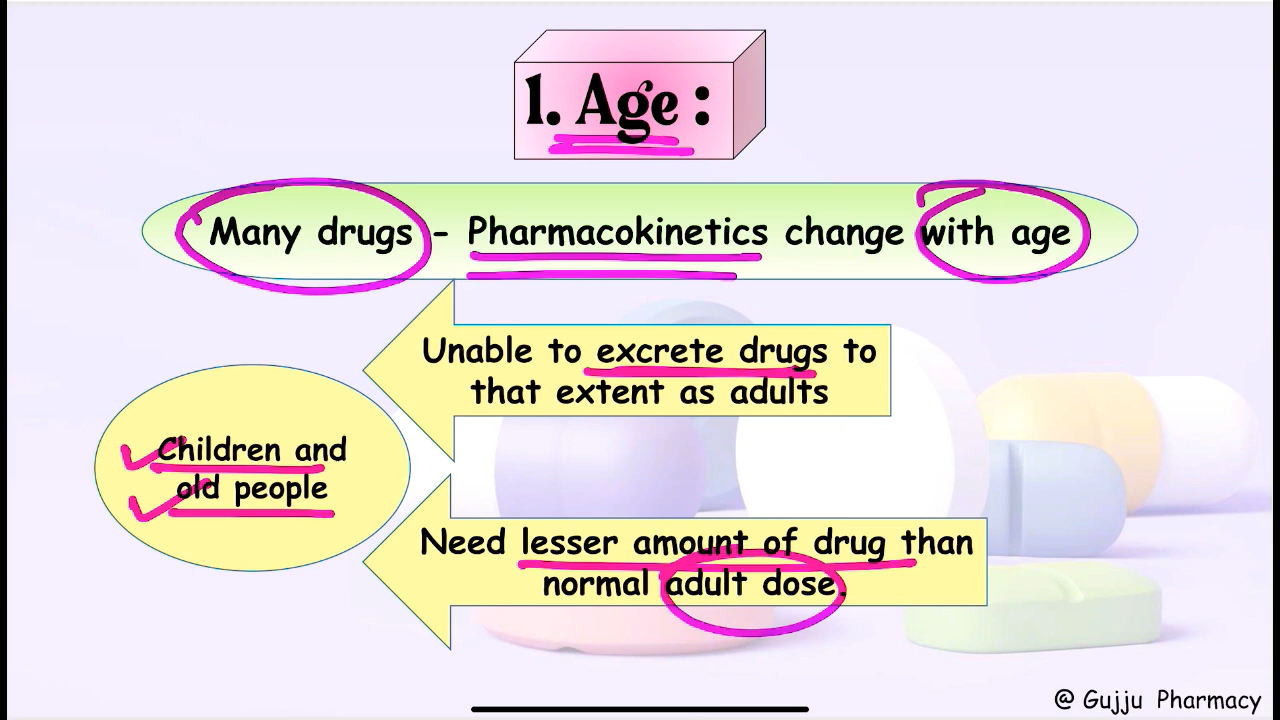 1. Age :
Many drugs - Pharmacokinetics change with age
Unable to excrete drugs to
that extent as adults
Children and
old people
Need lesser amount of drug than
normal adult dose.
@ Gujju Pharmacy